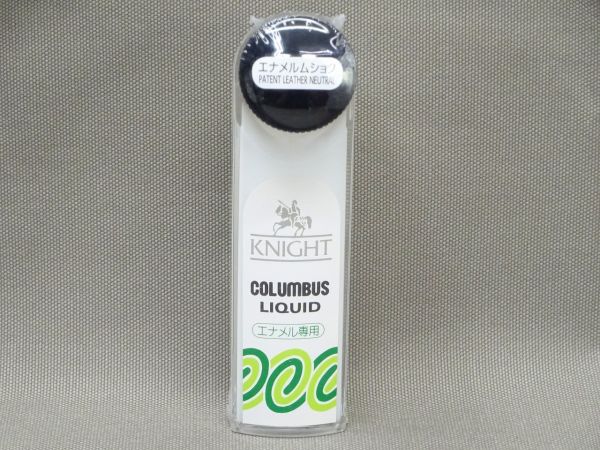 エナメルムショク
PATENT LEATHER NEUTRAL
KNIGHT
COLUMBUS
LIQUID
エナメル専用